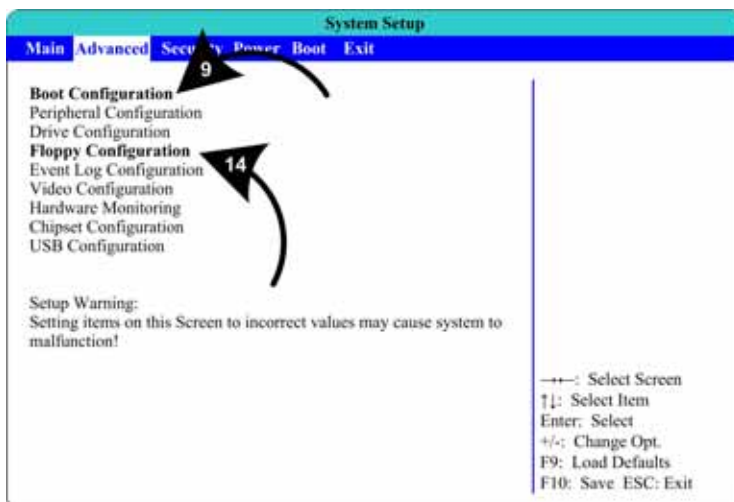 System Setup
Main Advanced Security Power Boot Exit
9
Boot Configuration
Peripheral Configuration
Drive Configuration
Floppy Configuration
14
Event Log Configuration
Video Configuration
Hardware Monitoring
Chipset Configuration
USB Configuration
Setup Warning:
Setting items on this Screen to incorrect values may cause system to
malfunction!
→←: Select Screen
↑↓: Select Item
Enter: Select
+/-: Change Opt.
F9: Load Defaults
F10: Save ESC: Exit